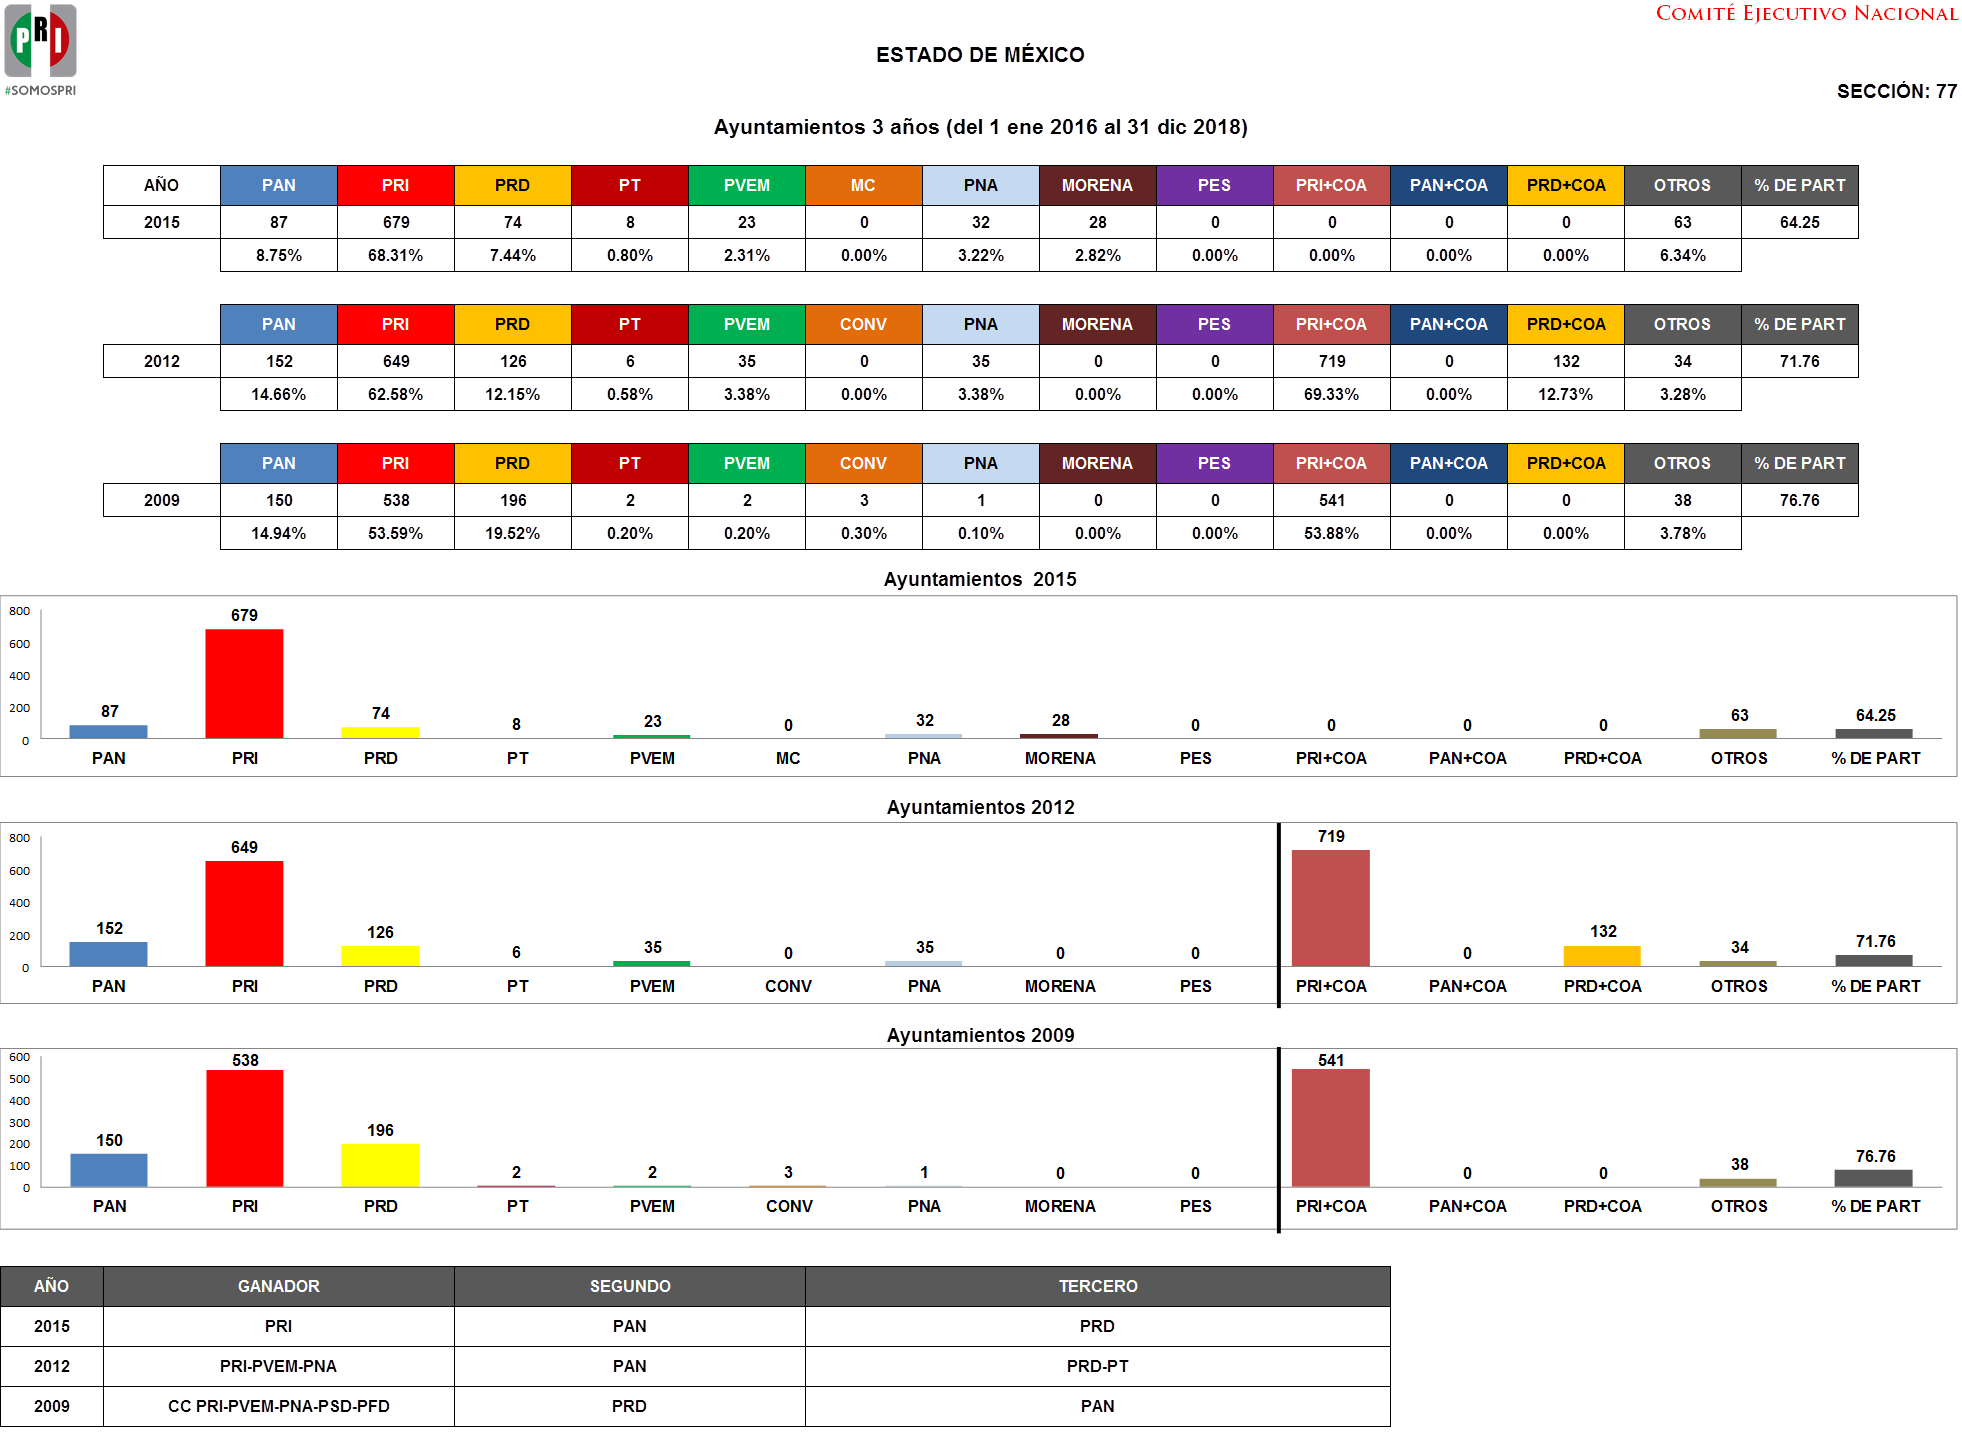 PRI
#SOMOSPRI
COMITÉ EJECUTIVO NACIONAL
ESTADO DE MÉXICO
SECCIÓN: 77
Ayuntamientos 3 años (del 1 ene 2016 al 31 dic 2018)
AÑO PAN PRI PRD PT PVEM MC PNA MORENA PES PRI+COA PAN+COA PRD+COA OTROS % DE PART
2015 87 679 74 8 23 0 32 28 0 0 0 0 63 64.25
8.75% 68.31% 7.44% 0.80% 2.31% 0.00% 3.22% 2.82% 0.00% 0.00% 0.00% 0.00% 6.34%
PAN PRI PRD PT PVEM CONV PNA MORENA PES PRI+COA PAN+COA PRD+COA OTROS % DE PART
2012 152 649 126 6 35 0 35 0 0 719 0 132 34 71.76
14.66% 62.58% 12.15% 0.58% 3.38% 0.00% 3.38% 0.00% 0.00% 69.33% 0.00% 12.73% 3.28%
PAN PRI PRD PT PVEM CONV PNA MORENA PES PRI+COA PAN+COA PRD+COA OTROS % DE PART
2009 150 538 196 2 2 3 1 0 0 541 0 0 38 76.76
14.94% 53.59% 19.52% 0.20% 0.20% 0.30% 0.10% 0.00% 0.00% 53.88% 0.00% 0.00% 3.78%
Ayuntamientos 2015
800
600
400
200
0
87 679 74 8 23 0 32 28 0 0 0 0 63 64.25
PAN PRI PRD PT PVEM MC PNA MORENA PES PRI+COA PAN+COA PRD+COA OTROS % DE PART
Ayuntamientos 2012
800
600
400
200
0
152 649 126 6 35 0 35 0 0 719 0 132 34 71.76
PAN PRI PRD PT PVEM CONV PNA MORENA PES PRI+COA PAN+COA PRD+COA OTROS % DE PART
Ayuntamientos 2009
600
500
400
300
200
100
0
150 538 196 2 2 3 1 0 0 541 0 0 38 76.76
PAN PRI PRD PT PVEM CONV PNA MORENA PES PRI+COA PAN+COA PRD+COA OTROS % DE PART
AÑO GANADOR SEGUNDO TERCERO
2015 PRI PAN PRD
2012 PRI-PVEM-PNA PAN PRD-PT
2009 CC PRI-PVEM-PNA-PSD-PFD PRD PAN